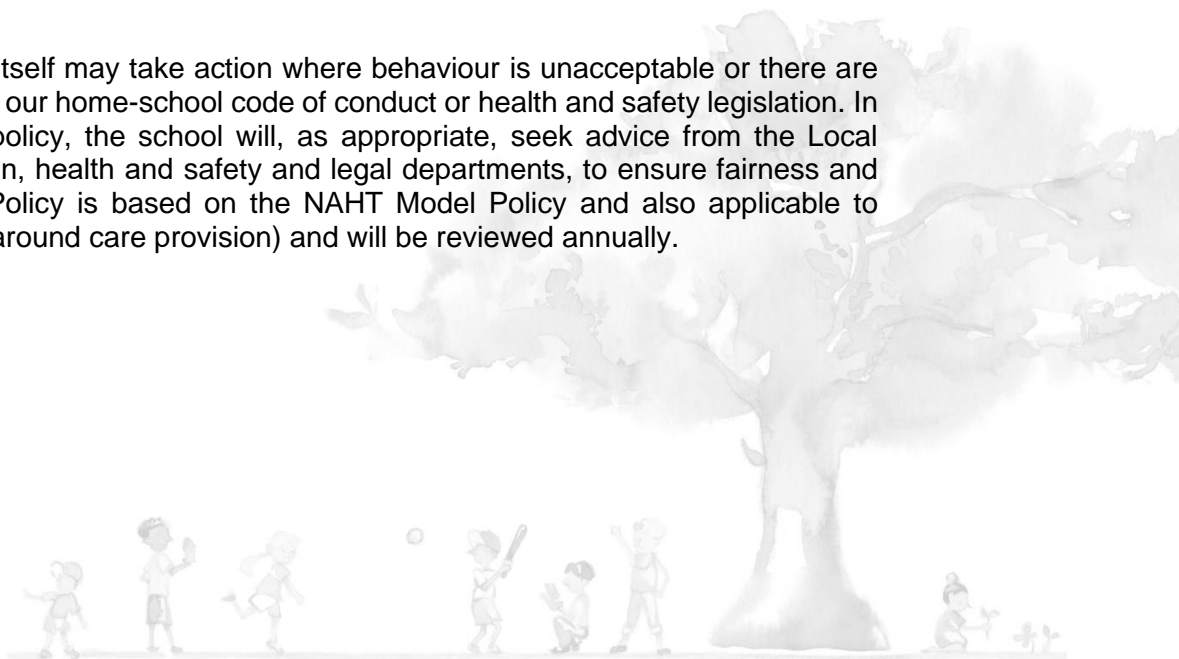 tself may take action where behaviour is unacceptable or there are
our home-school code of conduct or health and safety legislation. In
policy, the school will, as appropriate, seek advice from the Local
n, health and safety and legal departments, to ensure fairness and
Policy is based on the NAHT Model Policy and also applicable to
around care provision) and will be reviewed annually.